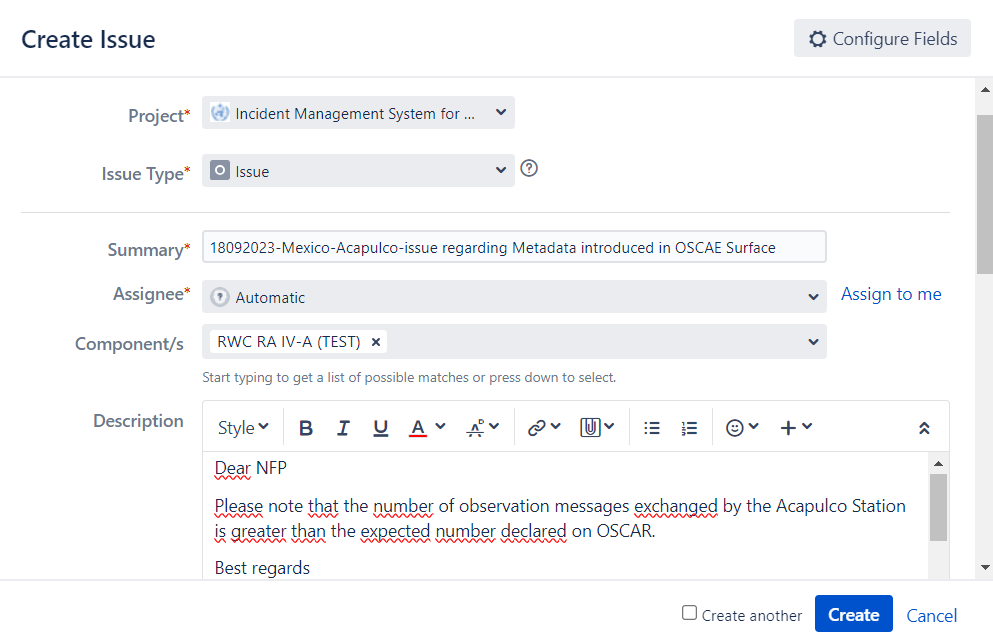 Create Issue
Configure Fields
Project*
Incident Management System for ...
Issue Type*
Issue
Summary*
18092023-Mexico-Acapulco-issue regarding Metadata introduced in OSCAE Surface
Assignee*
Automatic
Assign to me
Component/s
RWC RA IV-A (TEST)
Start typing to get a list of possible matches or press down to select.
Description
Style
B I U A
Dear NFP
Please note that the number of observation messages exchanged by the Acapulco Station
is greater than the expected number declared on OSCAR.
Best regards
Create another
Create
Cancel